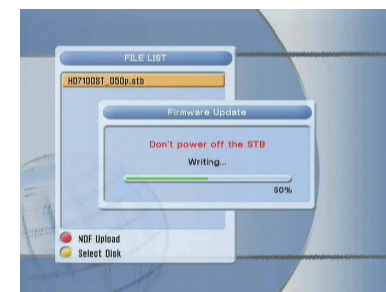 FILE LIST
HD7100ST_050p.stb
Firmware Update
Don't power off the STB
Writing...
50%
NDF Upload
Select Disk